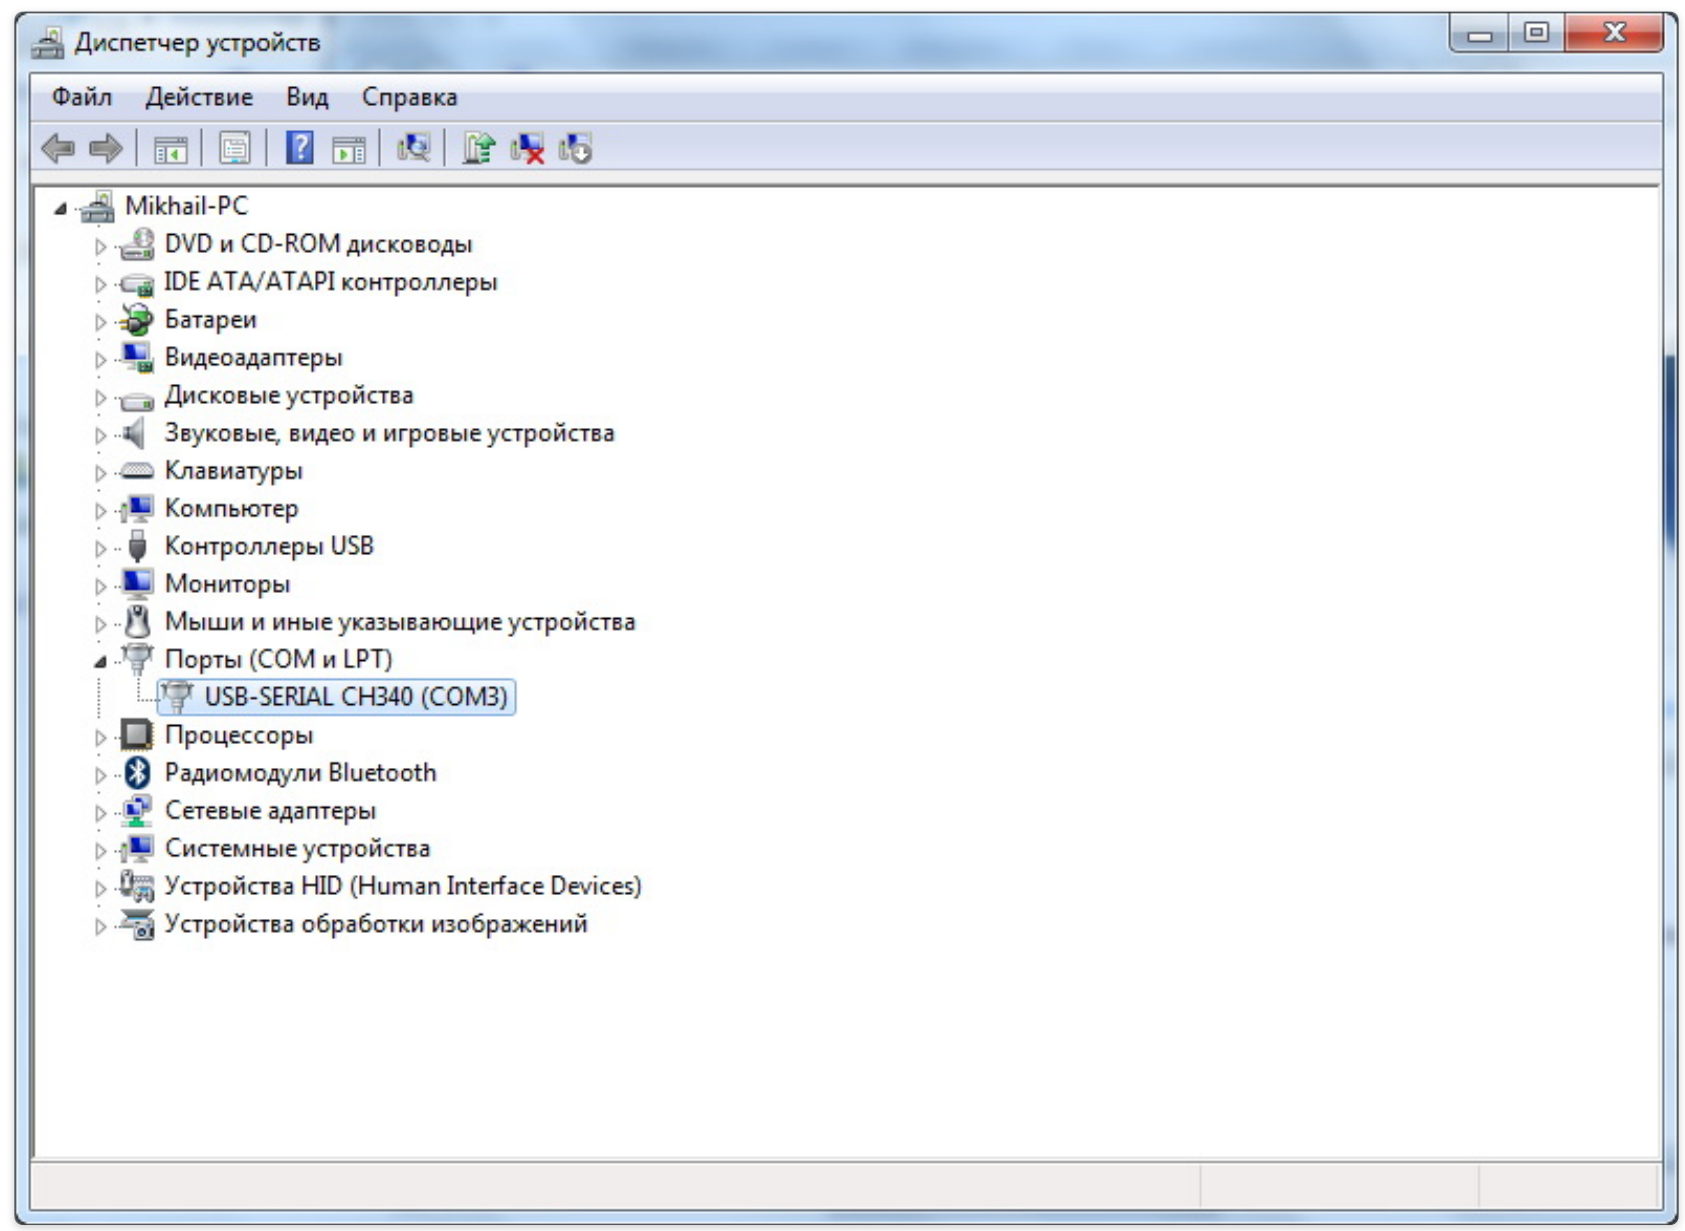 Диспетчер устройств
Файл Действие Вид Справка
Mikhail-PC
DVD и CD-ROM дисководы
IDE ATA/ATAPI контроллеры
Батареи
Видеоадаптеры
Дисковые устройства
Звуковые, видео и игровые устройства
Клавиатуры
Компьютер
Контроллеры USB
Мониторы
Мыши и иные указывающие устройства
Порты (COM и LPT)
USB-SERIAL CH340 (COM3)
Процессоры
Радиомодули Bluetooth
Сетевые адаптеры
Системные устройства
Устройства HID (Human Interface Devices)
Устройства обработки изображений